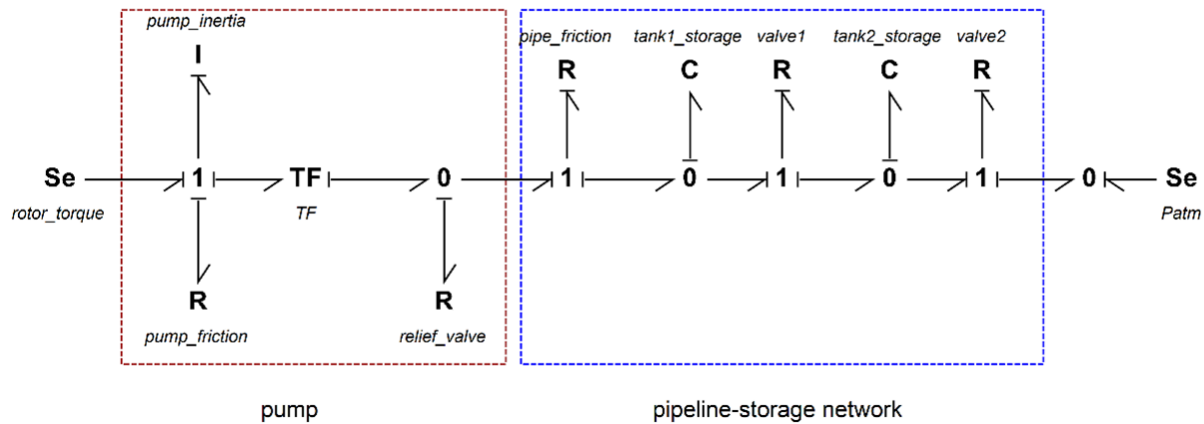 pump_inertia
I
pipe_friction tank1_storage valve1 tank2_storage valve2
R C R C R
Se 1 TF 0 1 0 1 0 1 0 Se
rotor_torque TF Patm
R R
pump_friction relief_valve
pump pipeline-storage network